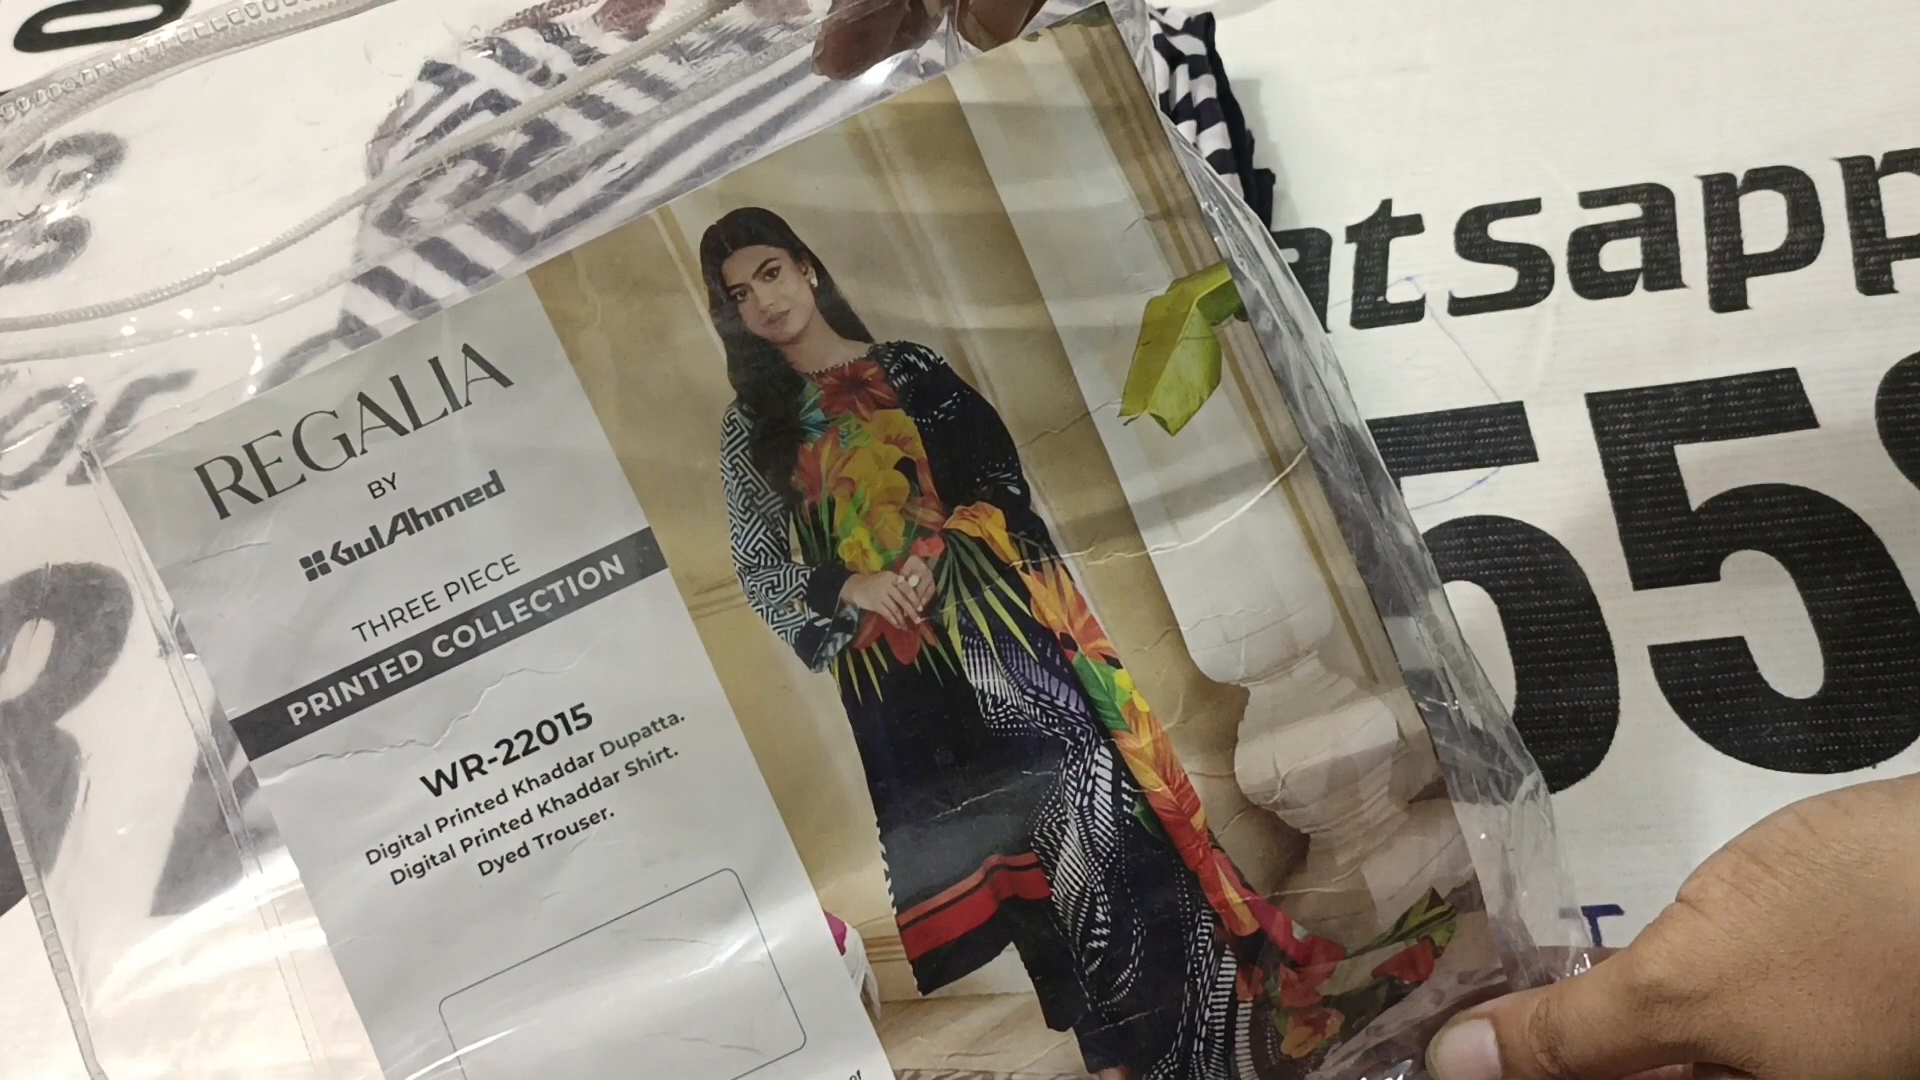 REGALIA
BY
GulAhmed
THREE PIECE
PRINTED COLLECTION
WR-22015
Digital Printed Khaddar Dupatta.
Digital Printed Khaddar Shirt.
Dyed Trouser.
atsapp
55